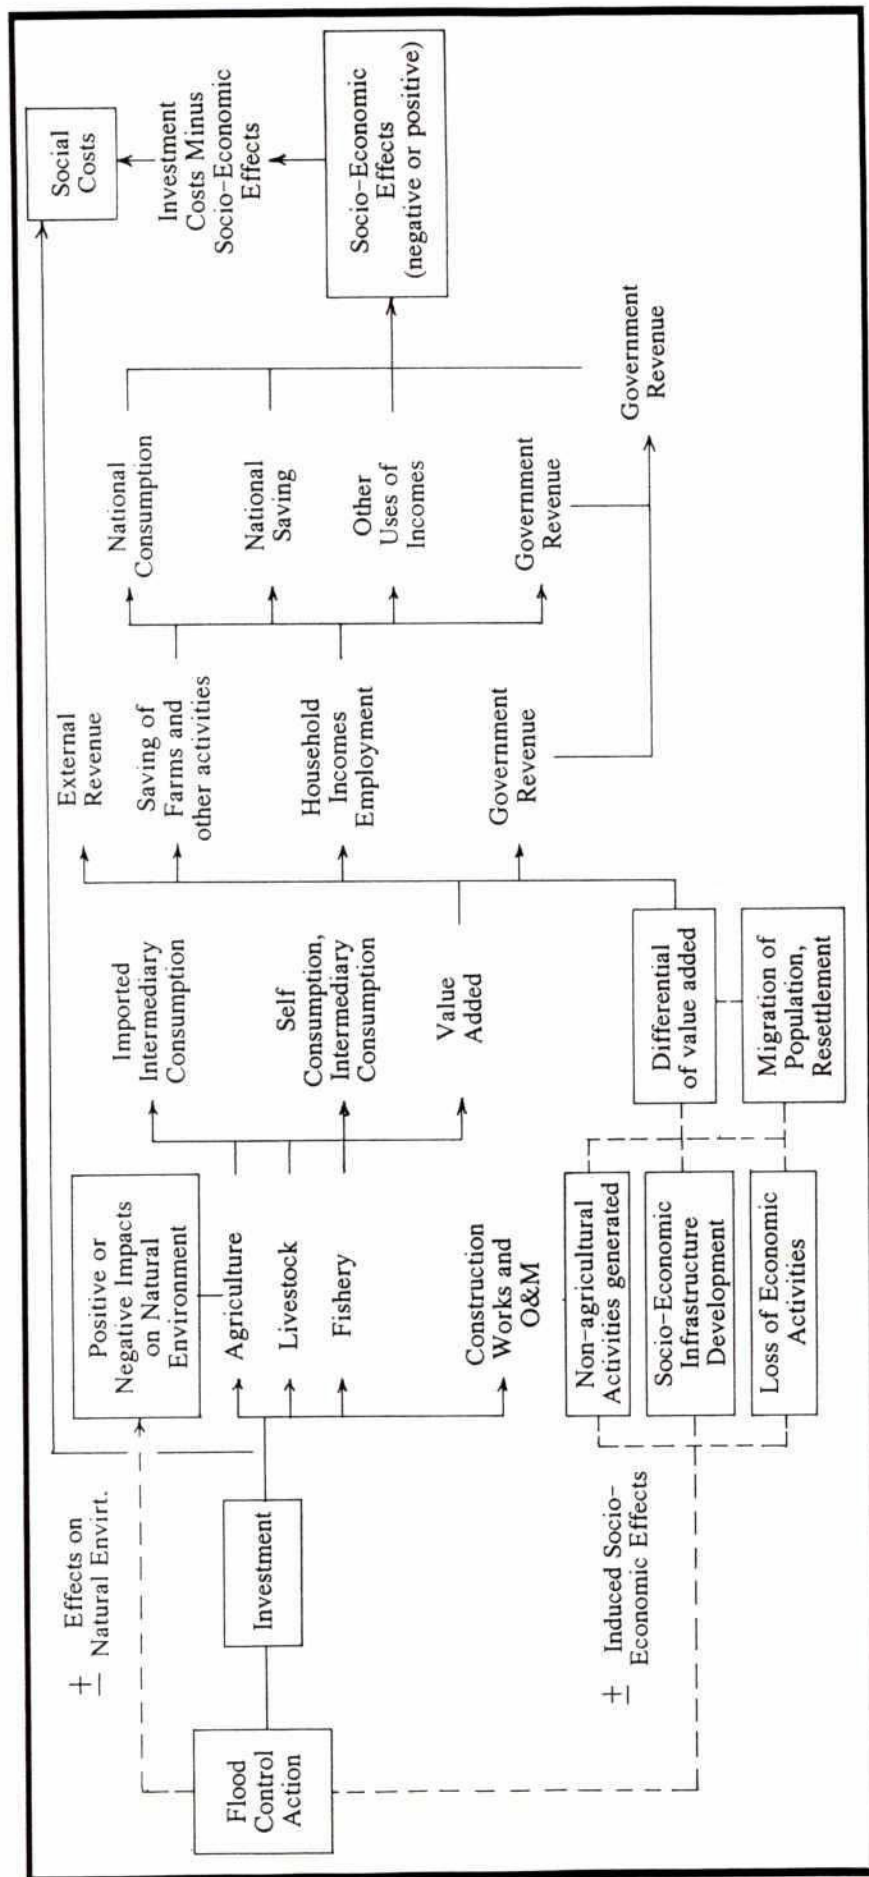 Flood
Control
Action
± Effects on
Natural Envirt.
Investment
± Induced Socio-
Economic Effects
Positive or
Negative Impacts
on Natural
Environment
Agriculture
Livestock
Fishery
Construction
Works and
O&M
Non-agricultural
Activities generated
Socio-Economic
Infrastructure
Development
Loss of Economic
Activities
Imported
Intermediary
Consumption
Self
Consumption,
Intermediary
Consumption
Value
Added
Differential
of value added
Migration of
Population,
Resettlement
External
Revenue
Saving of
Farms and
other activities
Household
Incomes
Employment
Government
Revenue
National
Consumption
National
Saving
Other
Uses of
Incomes
Government
Revenue
Government
Revenue
Social
Costs
Investment
Costs Minus
Socio-Economic
Effects
Socio-Economic
Effects
(negative or positive)